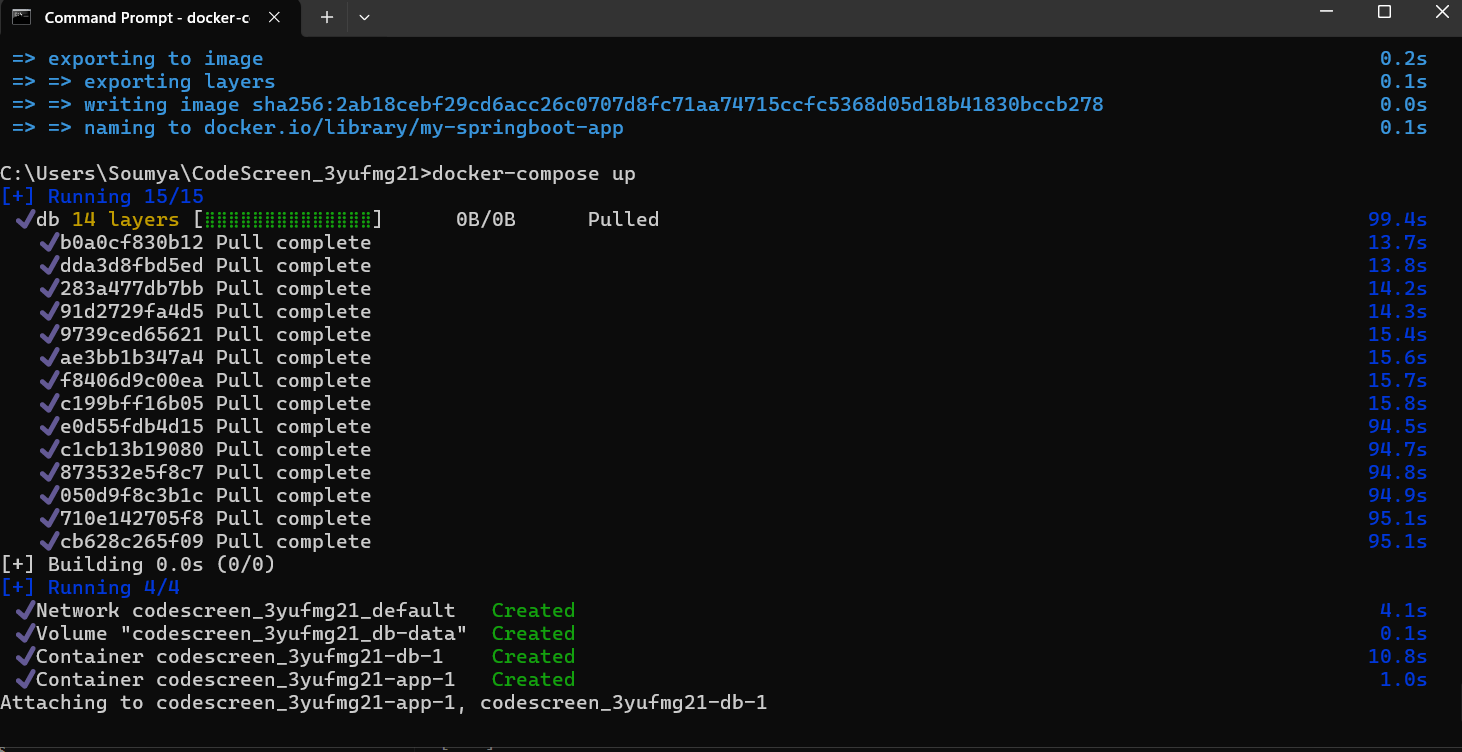 Command Prompt - docker-c
=> exporting to image 0.2s
=> => exporting layers 0.1s
=> => writing image sha256:2ab18cebf29cd6acc26c0707d8fc71aa74715ccfc5368d05d18b41830bccb278 0.0s
=> => naming to docker.io/library/my-springboot-app 0.1s
C:\Users\Soumya\CodeScreen_3yufmg21>docker-compose up
[+] Running 15/15
✔db 14 layers [⣿⣿⣿⣿⣿⣿⣿⣿⣿⣿⣿⣿⣿⣿] 0B/0B Pulled 99.4s
✔b0a0cf830b12 Pull complete 13.7s
✔dda3d8fbd5ed Pull complete 13.8s
✔283a477db7bb Pull complete 14.2s
✔91d2729fa4d5 Pull complete 14.3s
✔9739ced65621 Pull complete 15.4s
✔ae3bb1b347a4 Pull complete 15.6s
✔f8406d9c00ea Pull complete 15.7s
✔c199bff16b05 Pull complete 15.8s
✔e0d55fdb4d15 Pull complete 94.5s
✔c1cb13b19080 Pull complete 94.7s
✔873532e5f8c7 Pull complete 94.8s
✔050d9f8c3b1c Pull complete 94.9s
✔710e142705f8 Pull complete 95.1s
✔cb628c265f09 Pull complete 95.1s
[+] Building 0.0s (0/0)
[+] Running 4/4
✔Network codescreen_3yufmg21_default Created 4.1s
✔Volume "codescreen_3yufmg21_db-data" Created 0.1s
✔Container codescreen_3yufmg21-db-1 Created 10.8s
✔Container codescreen_3yufmg21-app-1 Created 1.0s
Attaching to codescreen_3yufmg21-app-1, codescreen_3yufmg21-db-1